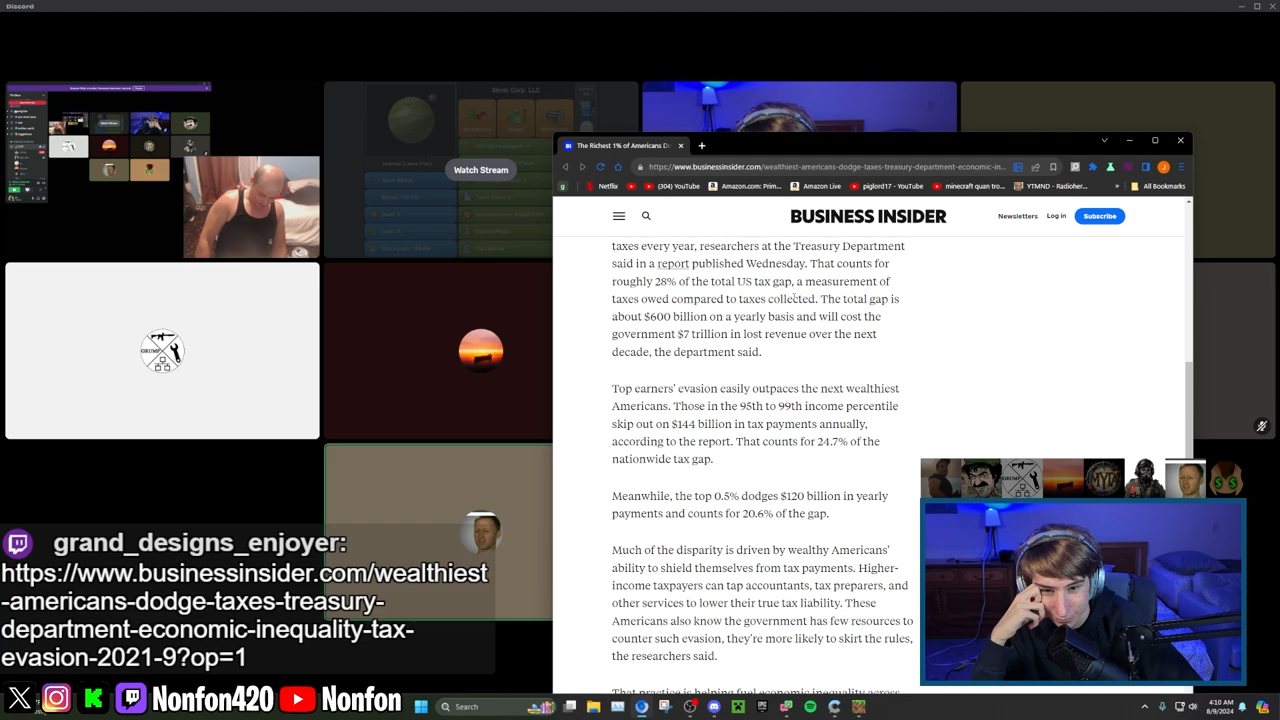 Discord
Watch Stream
The Richest 1% of Americans D
https://www.businessinsider.com/wealthiest-americans-dodge-taxes-treasury-department-economic-in...
Netflix
(304) YouTube
Amazon.com: Prim...
Amazon Live
piglord17 - YouTube
minecraft quan tro...
YTMND - Radioher...
All Bookmarks
BUSINESS INSIDER
Newsletters
Log in
Subscribe
taxes every year, researchers at the Treasury Department
said in a report published Wednesday. That counts for
roughly 28% of the total US tax gap, a measurement of
taxes owed compared to taxes collected. The total gap is
about $600 billion on a yearly basis and will cost the
government $7 trillion in lost revenue over the next
decade, the department said.
Top earners' evasion easily outpaces the next wealthiest
Americans. Those in the 95th to 99th income percentile
skip out on $144 billion in tax payments annually,
according to the report. That counts for 24.7% of the
nationwide tax gap.
Meanwhile, the top 0.5% dodges $120 billion in yearly
payments and counts for 20.6% of the gap.
Much of the disparity is driven by wealthy Americans'
ability to shield themselves from tax payments. Higher-
income taxpayers can tap accountants, tax preparers, and
other services to lower their true tax liability. These
Americans also know the government has few resources to
counter such evasion, they're more likely to skirt the rules,
the researchers said.
That practice is helping fuel economic inequality across
GRUMP
grand_designs_enjoyer:
https://www.businessinsider.com/wealthiest
-americans-dodge-taxes-treasury-
department-economic-inequality-tax-
evasion-2021-9?op=1
Nonfon420
Nonfon
Search
4:10 AM
8/9/2024